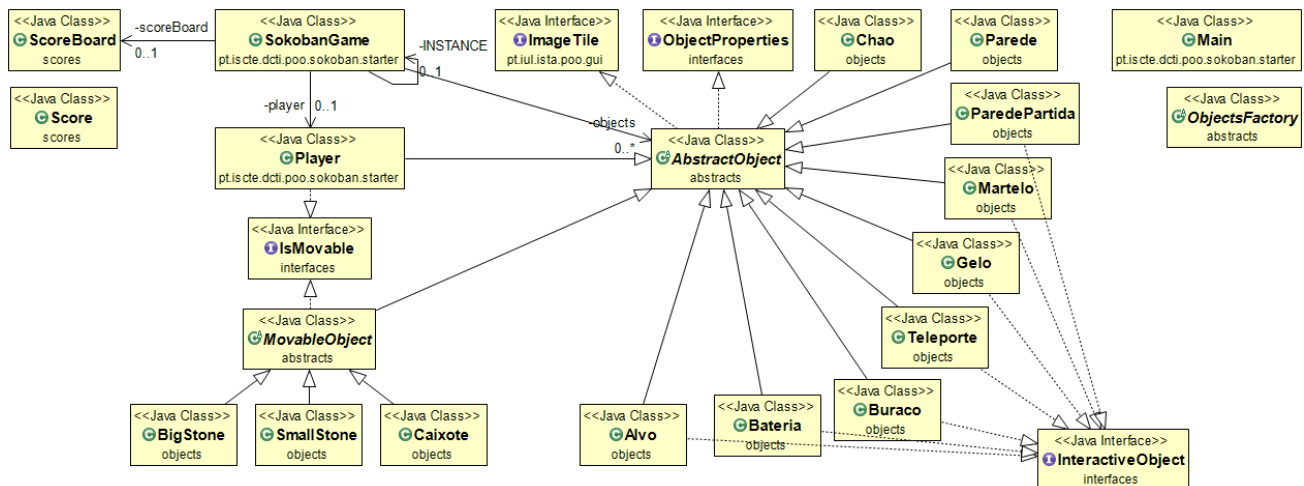 <<Java Class>>
ScoreBoard
scores
-scoreBoard
0..1
<<Java Class>>
SokobanGame
pt.iscte.dcti.poo.sokoban.starter
-INSTANCE
0..1
<<Java Interface>>
ImageTile
pt.iul.ista.poo.gui
<<Java Interface>>
ObjectProperties
interfaces
<<Java Class>>
Chao
objects
<<Java Class>>
Parede
objects
<<Java Class>>
Main
pt.iscte.dcti.poo.sokoban.starter
<<Java Class>>
Score
scores
-player
0..1
-objects
0..*
<<Java Class>>
ParedePartida
objects
<<Java Class>>
ObjectsFactory
abstracts
<<Java Class>>
Player
pt.iscte.dcti.poo.sokoban.starter
<<Java Class>>
AbstractObject
abstracts
<<Java Class>>
Martelo
objects
<<Java Interface>>
IsMovable
interfaces
<<Java Class>>
Gelo
objects
<<Java Class>>
MovableObject
abstracts
<<Java Class>>
Teleporte
objects
<<Java Class>>
BigStone
objects
<<Java Class>>
SmallStone
objects
<<Java Class>>
Caixote
objects
<<Java Class>>
Alvo
objects
<<Java Class>>
Bateria
objects
<<Java Class>>
Buraco
objects
<<Java Interface>>
InteractiveObject
interfaces